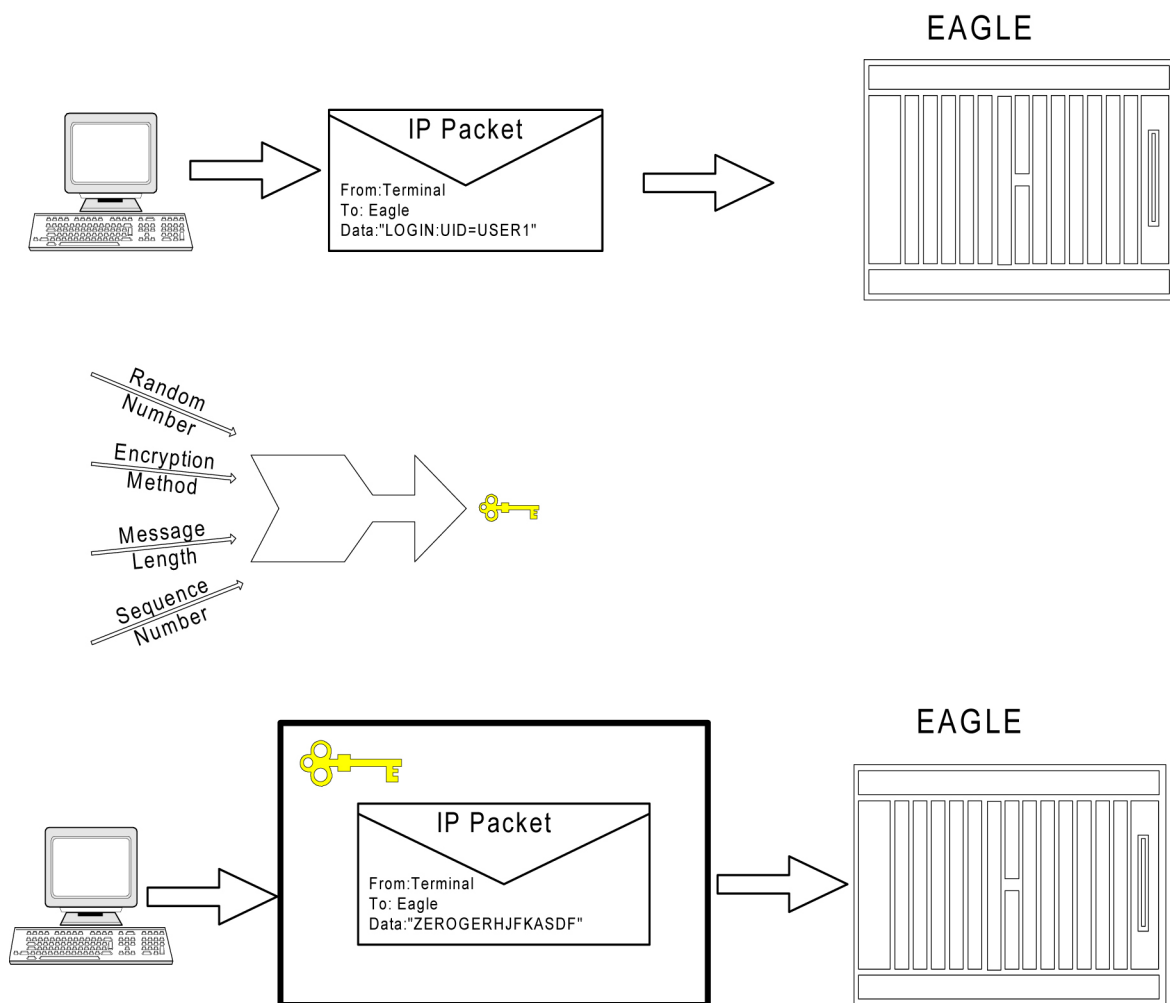 EAGLE
IP Packet
From:Terminal
To: Eagle
Data:"LOGIN:UID=USER1"
Random
Number
Encryption
Method
Message
Length
Sequence
Number
EAGLE
IP Packet
From:Terminal
To: Eagle
Data:"ZEROGERHJFKASDF"